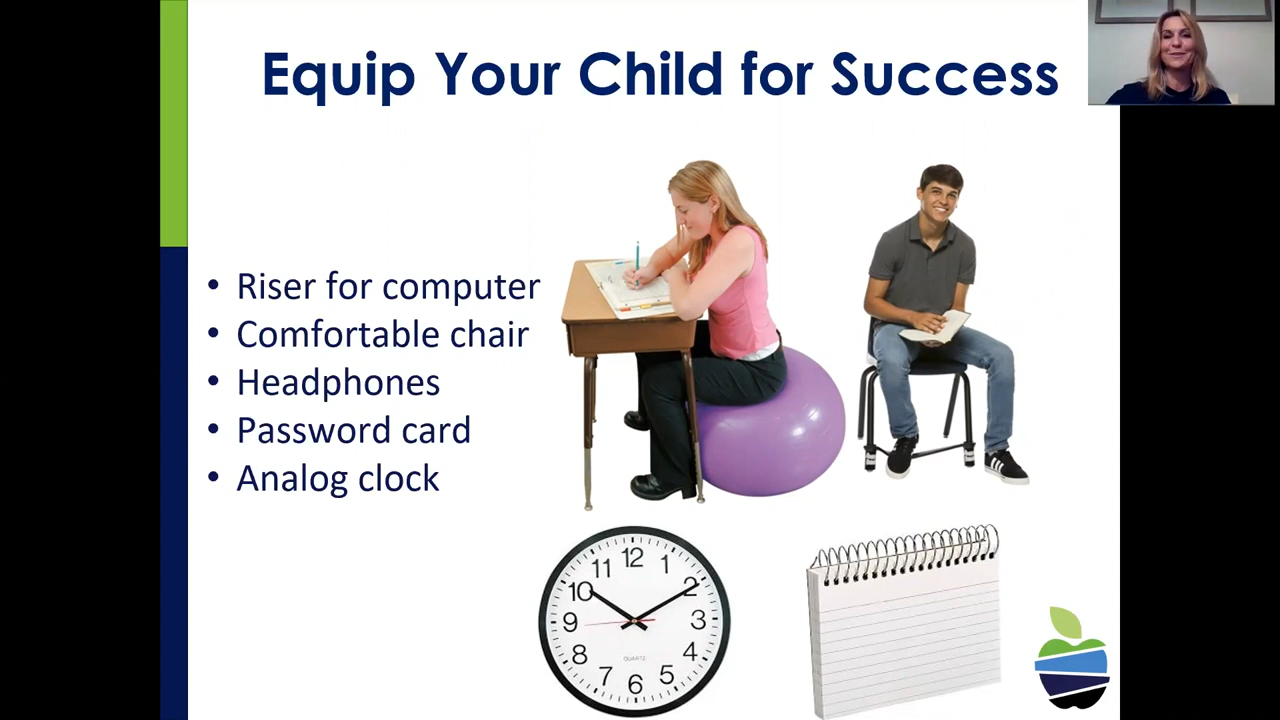 Equip Your Child for Success
• Riser for computer
• Comfortable chair
• Headphones
• Password card
• Analog clock
12
1
2
3
4
5
6
7
8
9
10
11
QUARTZ